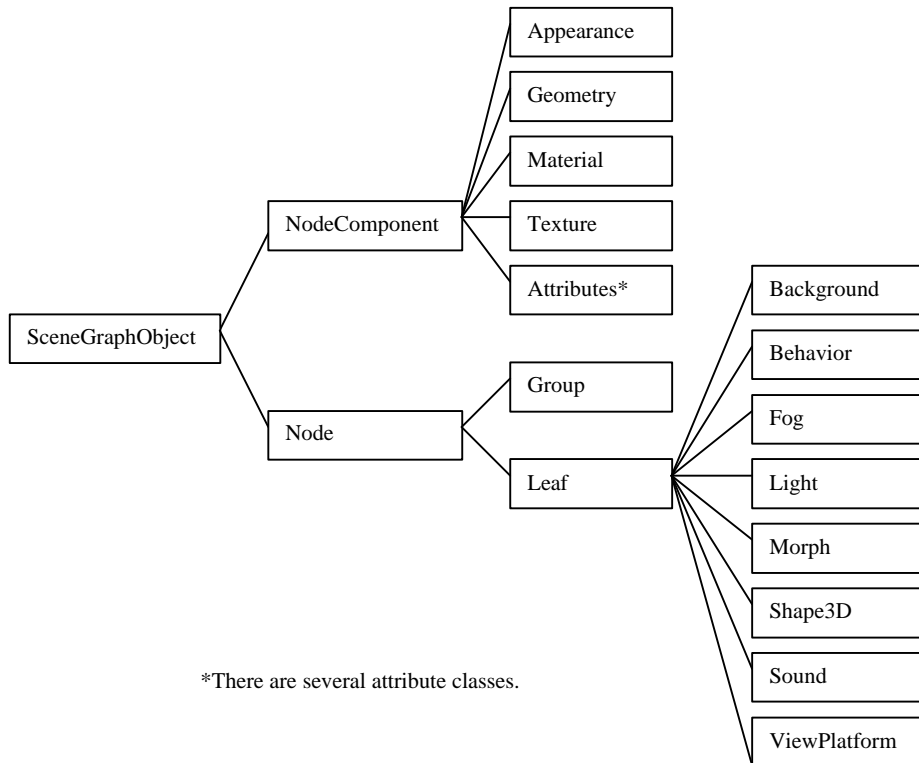 Appearance
Geometry
Material
NodeComponent
Texture
Attributes*
Background
SceneGraphObject
Behavior
Group
Fog
Node
Leaf
Light
Morph
Shape3D
*There are several attribute classes.
Sound
ViewPlatform